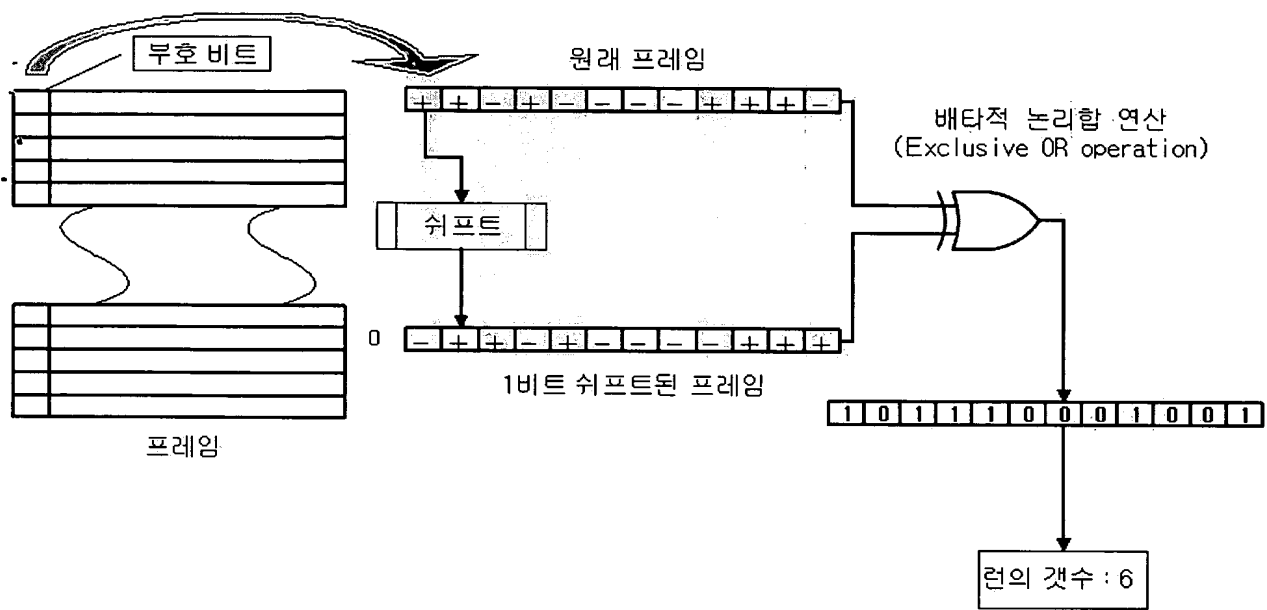 부호 비트
원래 프레임
+ + - + - - - - + + + -
배타적 논리합 연산
(Exclusive OR operation)
쉬프트
0 - + + - + - - - - + + +
1비트 쉬프트된 프레임
1 0 1 1 1 0 0 0 1 0 0 1
프레임
런의 갯수 : 6